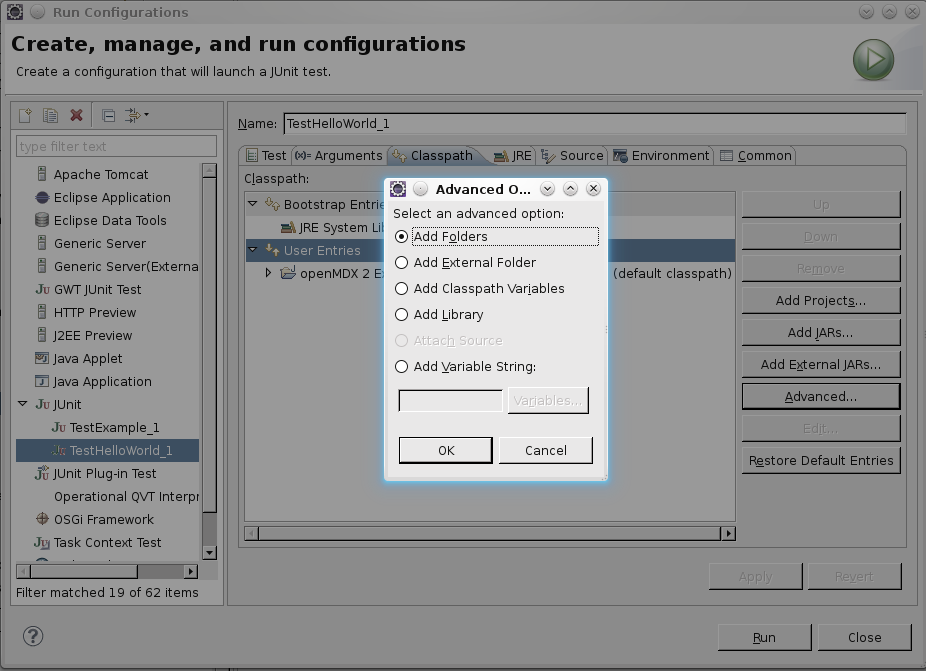 Run Configurations
Create, manage, and run configurations
Create a configuration that will launch a JUnit test.
type filter text
Apache Tomcat
Eclipse Application
Eclipse Data Tools
Generic Server
Generic Server(Externa
GWT JUnit Test
HTTP Preview
J2EE Preview
Java Applet
Java Application
JUnit
TestExample_1
TestHelloWorld_1
JUnit Plug-in Test
Operational QVT Interpr
OSGi Framework
Task Context Test
Filter matched 19 of 62 items
Name: TestHelloWorld_1
Test (x)= Arguments Classpath JRE Source Environment Common
Classpath:
Bootstrap Entrie
JRE System Lib
User Entries
openMDX 2 E (default classpath)
Up
Down
Remove
Add Projects...
Add JARs...
Add External JARs...
Advanced...
Edit...
Restore Default Entries
Advanced O...
Select an advanced option:
Add Folders
Add External Folder
Add Classpath Variables
Add Library
Attach Source
Add Variable String:
Variables...
OK Cancel
Apply Revert
? Run Close